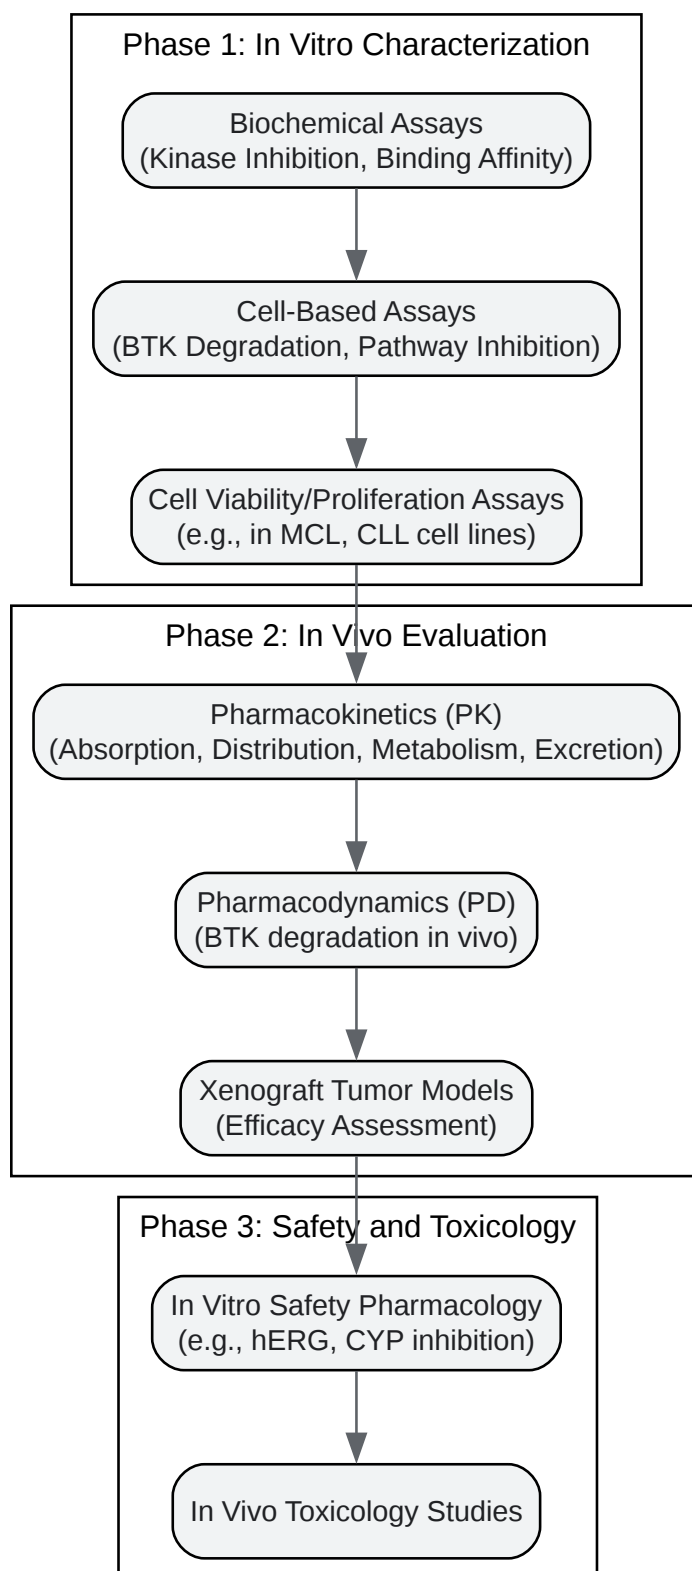 Phase 1: In Vitro Characterization
Biochemical Assays
(Kinase Inhibition, Binding Affinity)
Cell-Based Assays
(BTK Degradation, Pathway Inhibition)
Cell Viability/Proliferation Assays
(e.g., in MCL, CLL cell lines)
Phase 2: In Vivo Evaluation
Pharmacokinetics (PK)
(Absorption, Distribution, Metabolism, Excretion)
Pharmacodynamics (PD)
(BTK degradation in vivo)
Xenograft Tumor Models
(Efficacy Assessment)
Phase 3: Safety and Toxicology
In Vitro Safety Pharmacology
(e.g., hERG, CYP inhibition)
In Vivo Toxicology Studies